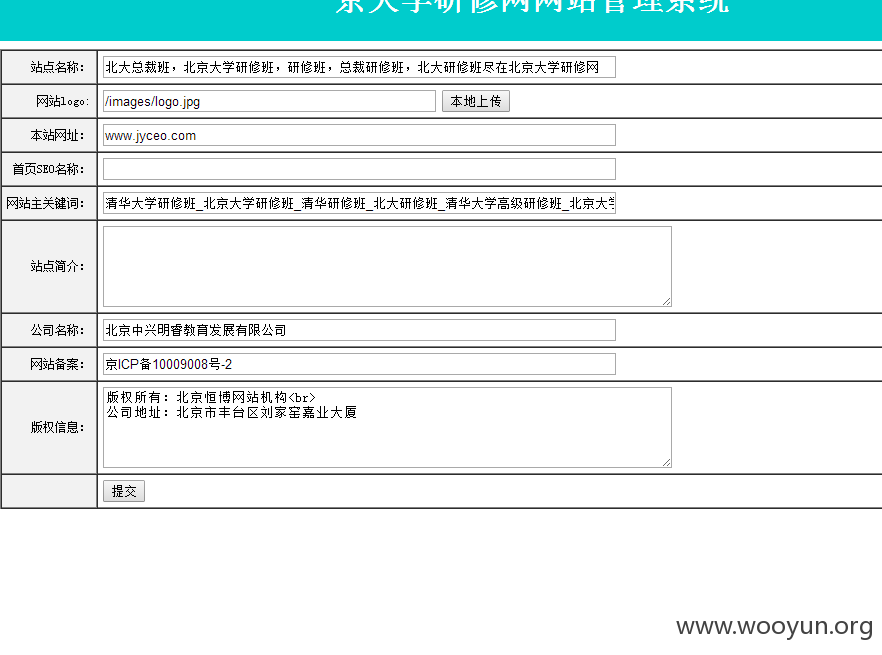 京大学研修网网站管理系统
站点名称： 北大总裁班，北京大学研修班，研修班，总裁研修班，北大研修班尽在北京大学研修网
网站logo: /images/logo.jpg 本地上传
本站网址： www.jyceo.com
首页SEO名称：
网站主关键词： 清华大学研修班_北京大学研修班_清华研修班_北大研修班_清华大学高级研修班_北京大学
站点简介：
公司名称： 北京中兴明睿教育发展有限公司
网站备案： 京ICP备10009008号-2
版权信息： 版权所有：北京恒博网站机构<br>
公司地址：北京市丰台区刘家窑嘉业大厦
提交
www.wooyun.org